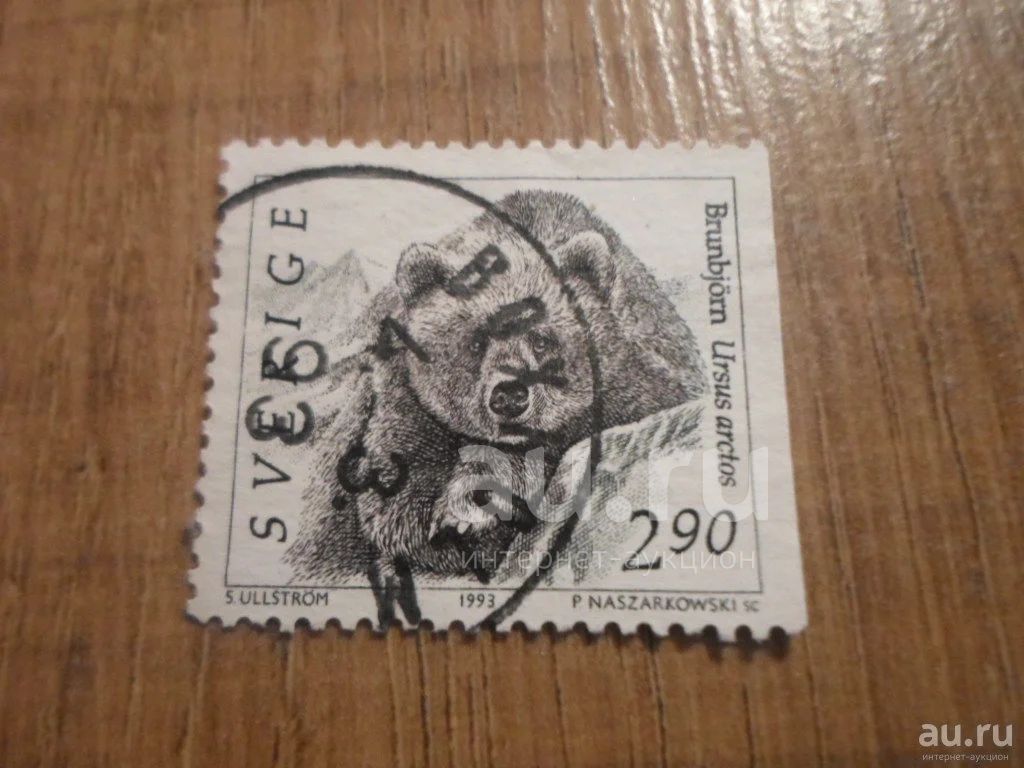 SVERIGE
Brunbjörn Ursus arctos
2.90
S. ULLSTRÖM 1993 P. NASZARKOWSKI SC
au.ru
интернет-аукцион
au.ru
интернет-аукцион